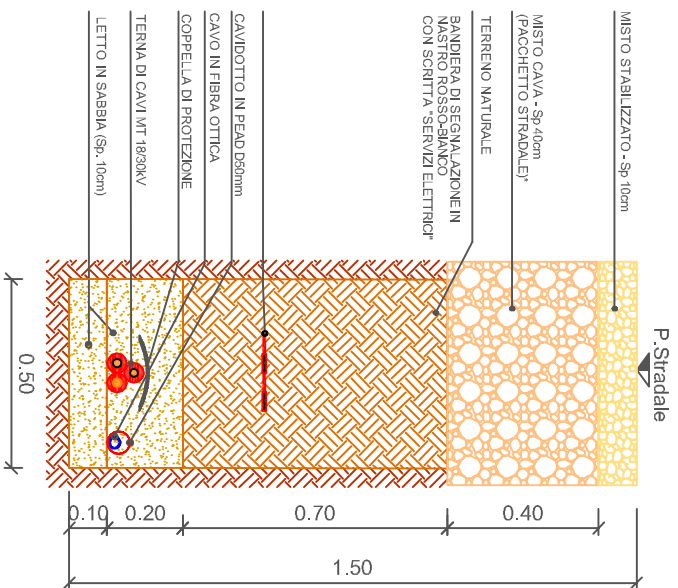 MISTO STABILIZZATO - Sp 10cm
MISTO CAVA - Sp 40cm
(PACCHETTO STRADALE)*
TERRENO NATURALE
BANDIERA DI SEGNALAZIONE IN
NASTRO ROSSO-BIANCO
CON SCRITTA "SERVIZI ELETTRICI"
CAVIDOTTO IN PEAD D50mm
CAVO IN FIBRA OTTICA
COPPELLA DI PROTEZIONE
TERNA DI CAVI MT 18/30kV
LETTO IN SABBIA (Sp. 10cm)
P.Stradale
0.50
0.10
0.20
0.70
0.40
1.50